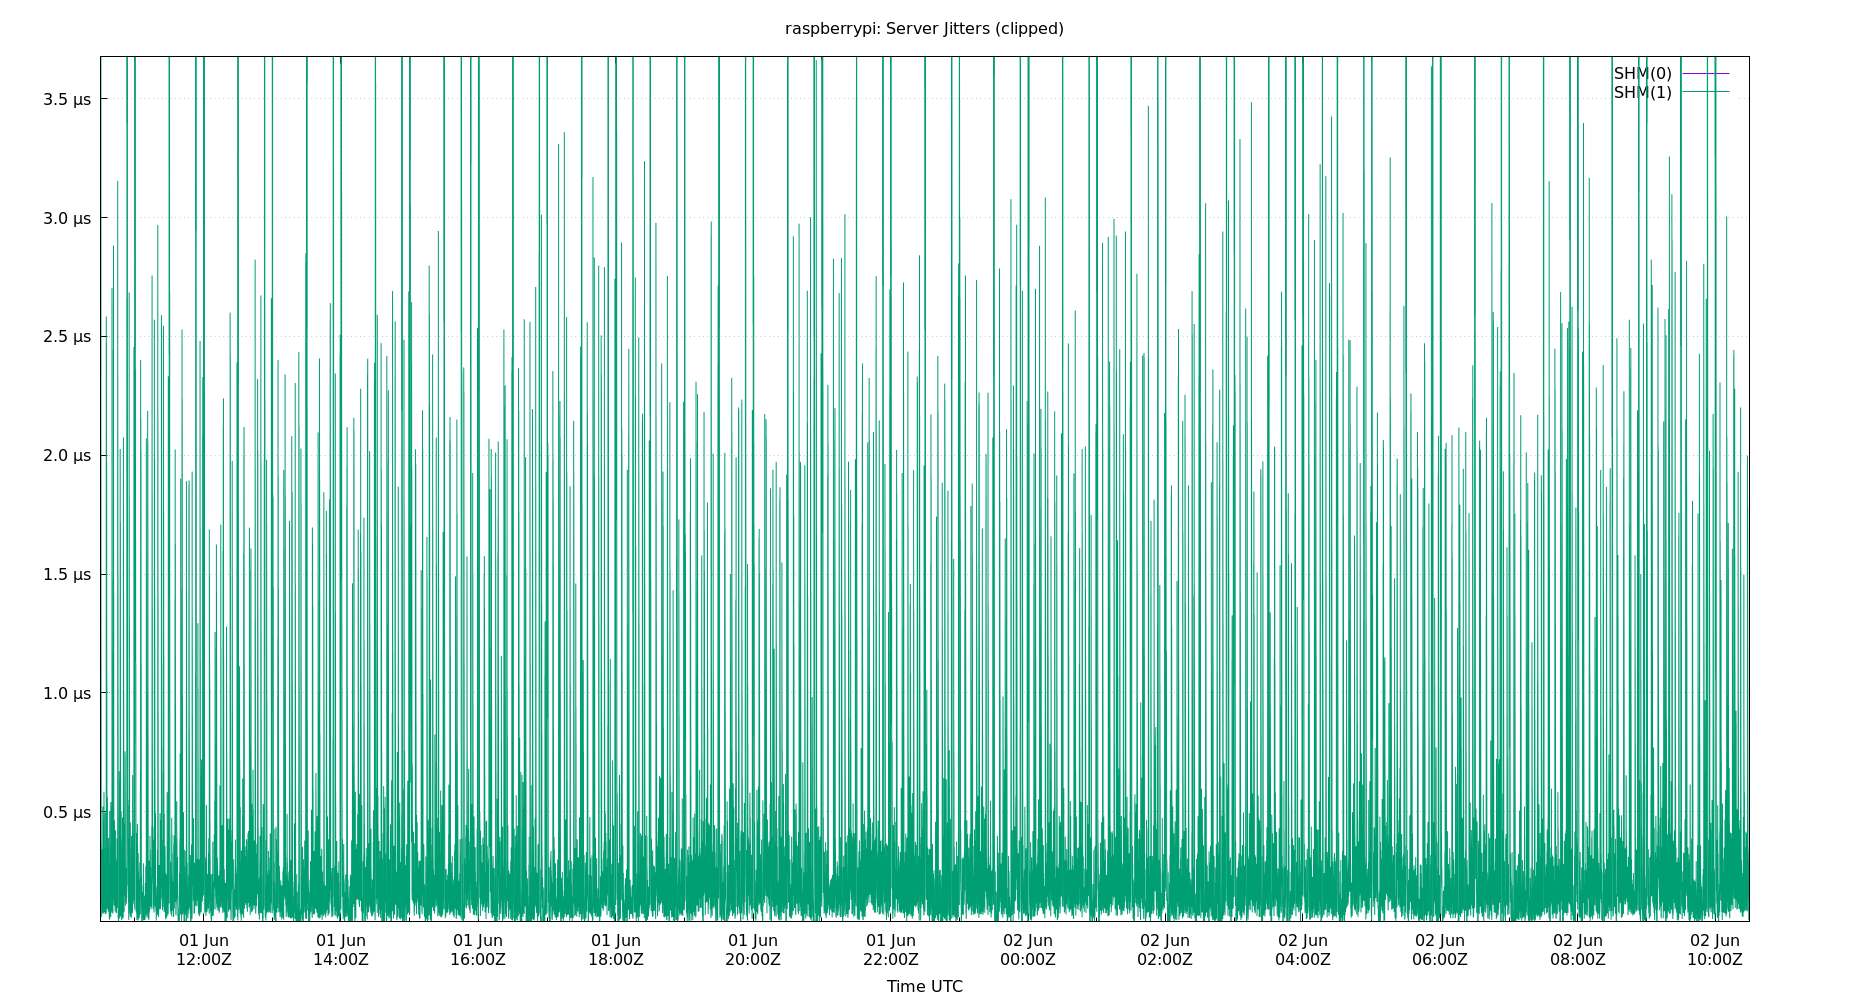 raspberrypi: Server Jitters (clipped)
SHM(0)
SHM(1)
3.5 μs
3.0 μs
2.5 μs
2.0 μs
1.5 μs
1.0 μs
0.5 μs
01 Jun 01 Jun 01 Jun 01 Jun 01 Jun 01 Jun 02 Jun 02 Jun 02 Jun 02 Jun 02 Jun 02 Jun
12:00Z 14:00Z 16:00Z 18:00Z 20:00Z 22:00Z 00:00Z 02:00Z 04:00Z 06:00Z 08:00Z 10:00Z
Time UTC